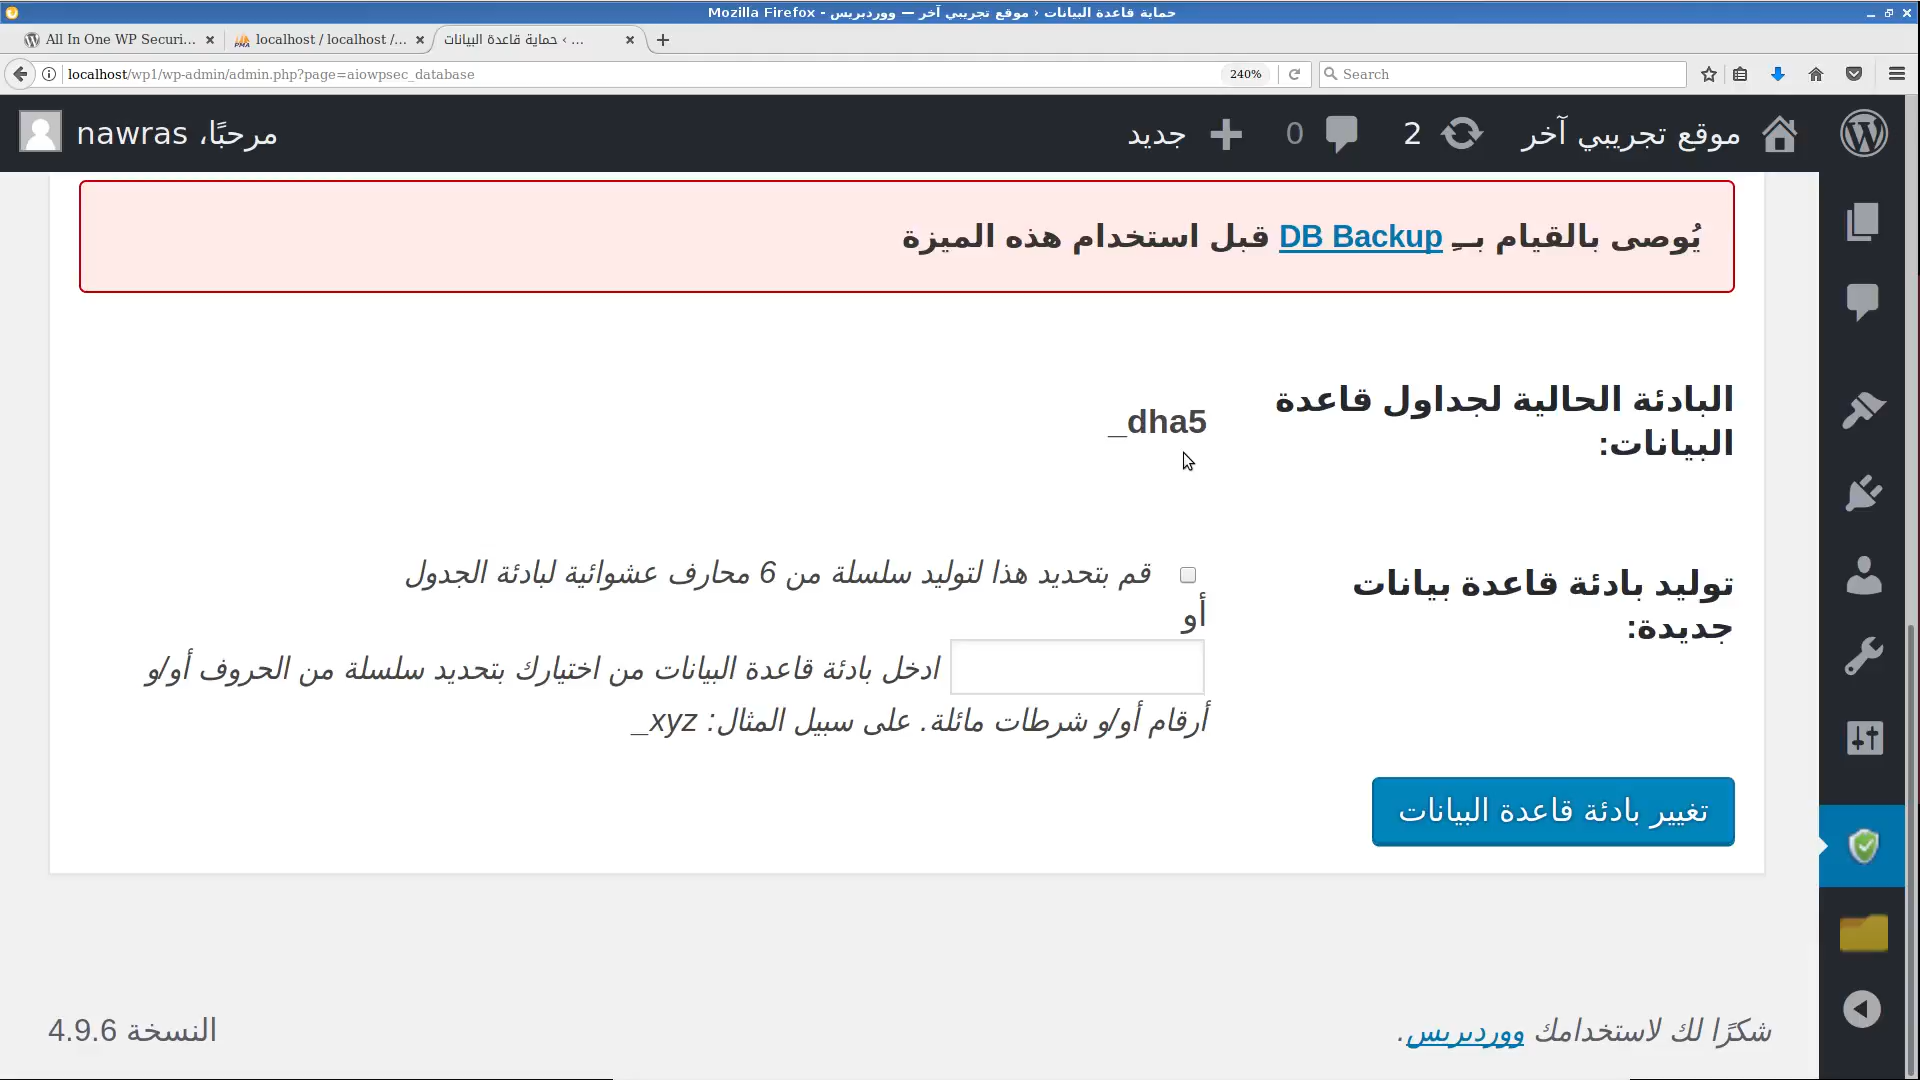 حماية قاعدة البيانات ‹ موقع تجريبي آخر — ووردبريس - Mozilla Firefox
All In One WP Securi...
localhost / localhost /...
حماية قاعدة البيانات ‹ ...
localhost/wp1/wp-admin/admin.php?page=aiowpsec_database
240%
Search
موقع تجريبي آخر
2
0
جديد
مرحبًا، nawras
يُوصى بالقيام بــِ DB Backup قبل استخدام هذه الميزة
البادئة الحالية لجداول قاعدة
البيانات:
dha5_
توليد بادئة قاعدة بيانات
جديدة:
قم بتحديد هذا لتوليد سلسلة من 6 محارف عشوائية لبادئة الجدول
أو
ادخل بادئة قاعدة البيانات من اختيارك بتحديد سلسلة من الحروف أو/و
أرقام أو/و شرطات مائلة. على سبيل المثال: xyz_
تغيير بادئة قاعدة البيانات
شكرًا لك لاستخدامك ووردبريس.
النسخة 4.9.6